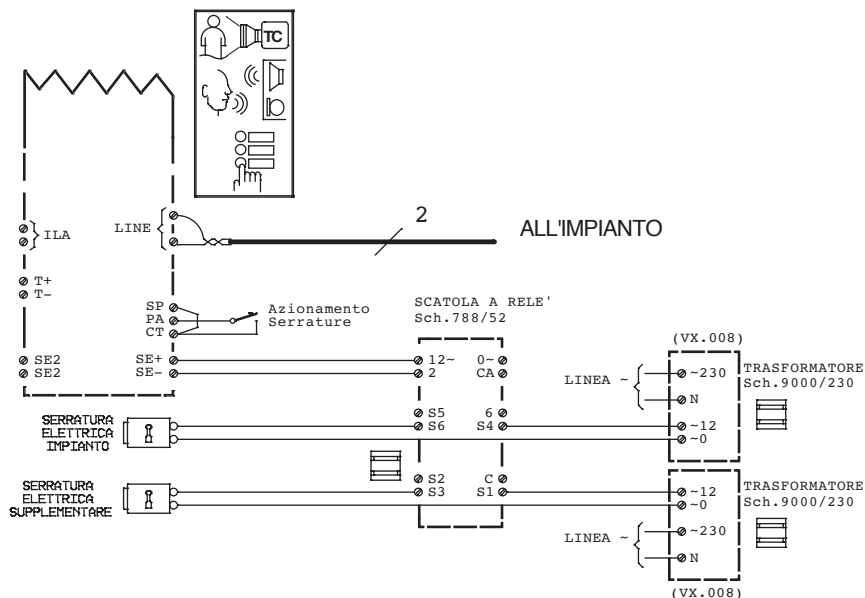 TC
2
ALL'IMPIANTO
ILA
LINE
T+
T-
SP
PA
CT
Azionamento
Serrature
SCATOLA A RELE'
Sch.788/52
SE2
SE2
SE+
SE-
12~
2
0~
CA
S5
S6
6
S4
S2
S3
C
S1
SERRATURA
ELETTRICA
IMPIANTO
SERRATURA
ELETTRICA
SUPPLEMENTARE
(VX.008)
LINEA ~
~230
N
~12
~0
TRASFORMATORE
Sch.9000/230
~12
~0
~230
N
LINEA ~
TRASFORMATORE
Sch.9000/230
(VX.008)